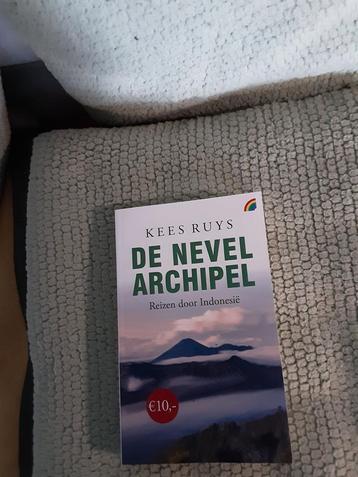 KEES RUYS
DE NEVEL
ARCHIPEL
Reizen door Indonesië
€10,-